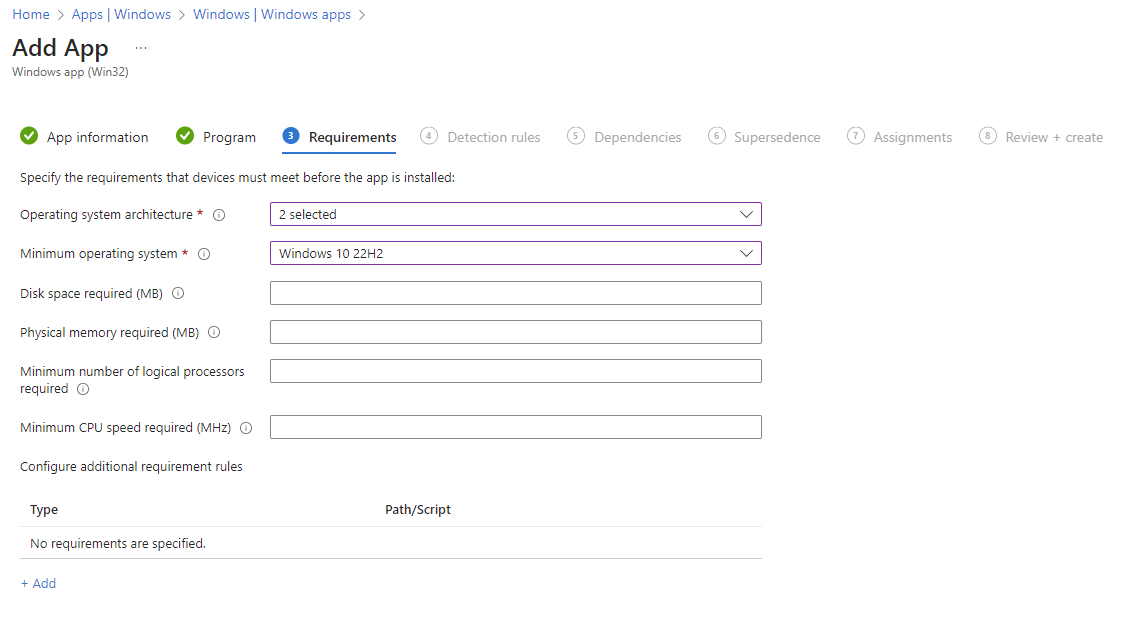 Home > Apps | Windows > Windows | Windows apps >
Add App ...
Windows app (Win32)
App information Program 3 Requirements 4 Detection rules 5 Dependencies 6 Supersedence 7 Assignments 8 Review + create
Specify the requirements that devices must meet before the app is installed:
Operating system architecture * 2 selected
Minimum operating system * Windows 10 22H2
Disk space required (MB)
Physical memory required (MB)
Minimum number of logical processors
required
Minimum CPU speed required (MHz)
Configure additional requirement rules
Type Path/Script
No requirements are specified.
+ Add